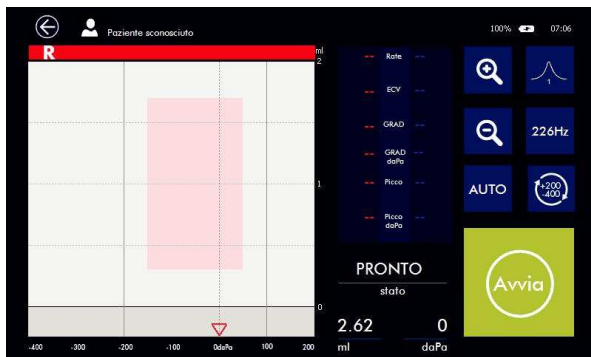 Paziente sconosciuto
100%
07:06
R
ml
2
1
0
-400 -300 -200 -100 0daPa 100 200
-- Rate --
-- ECV --
-- GRAD --
-- GRAD daPa --
-- Picco --
-- Picco daPa --
PRONTO
stato
2.62 0
ml daPa
1
226Hz
AUTO
+200
-400
Avvia